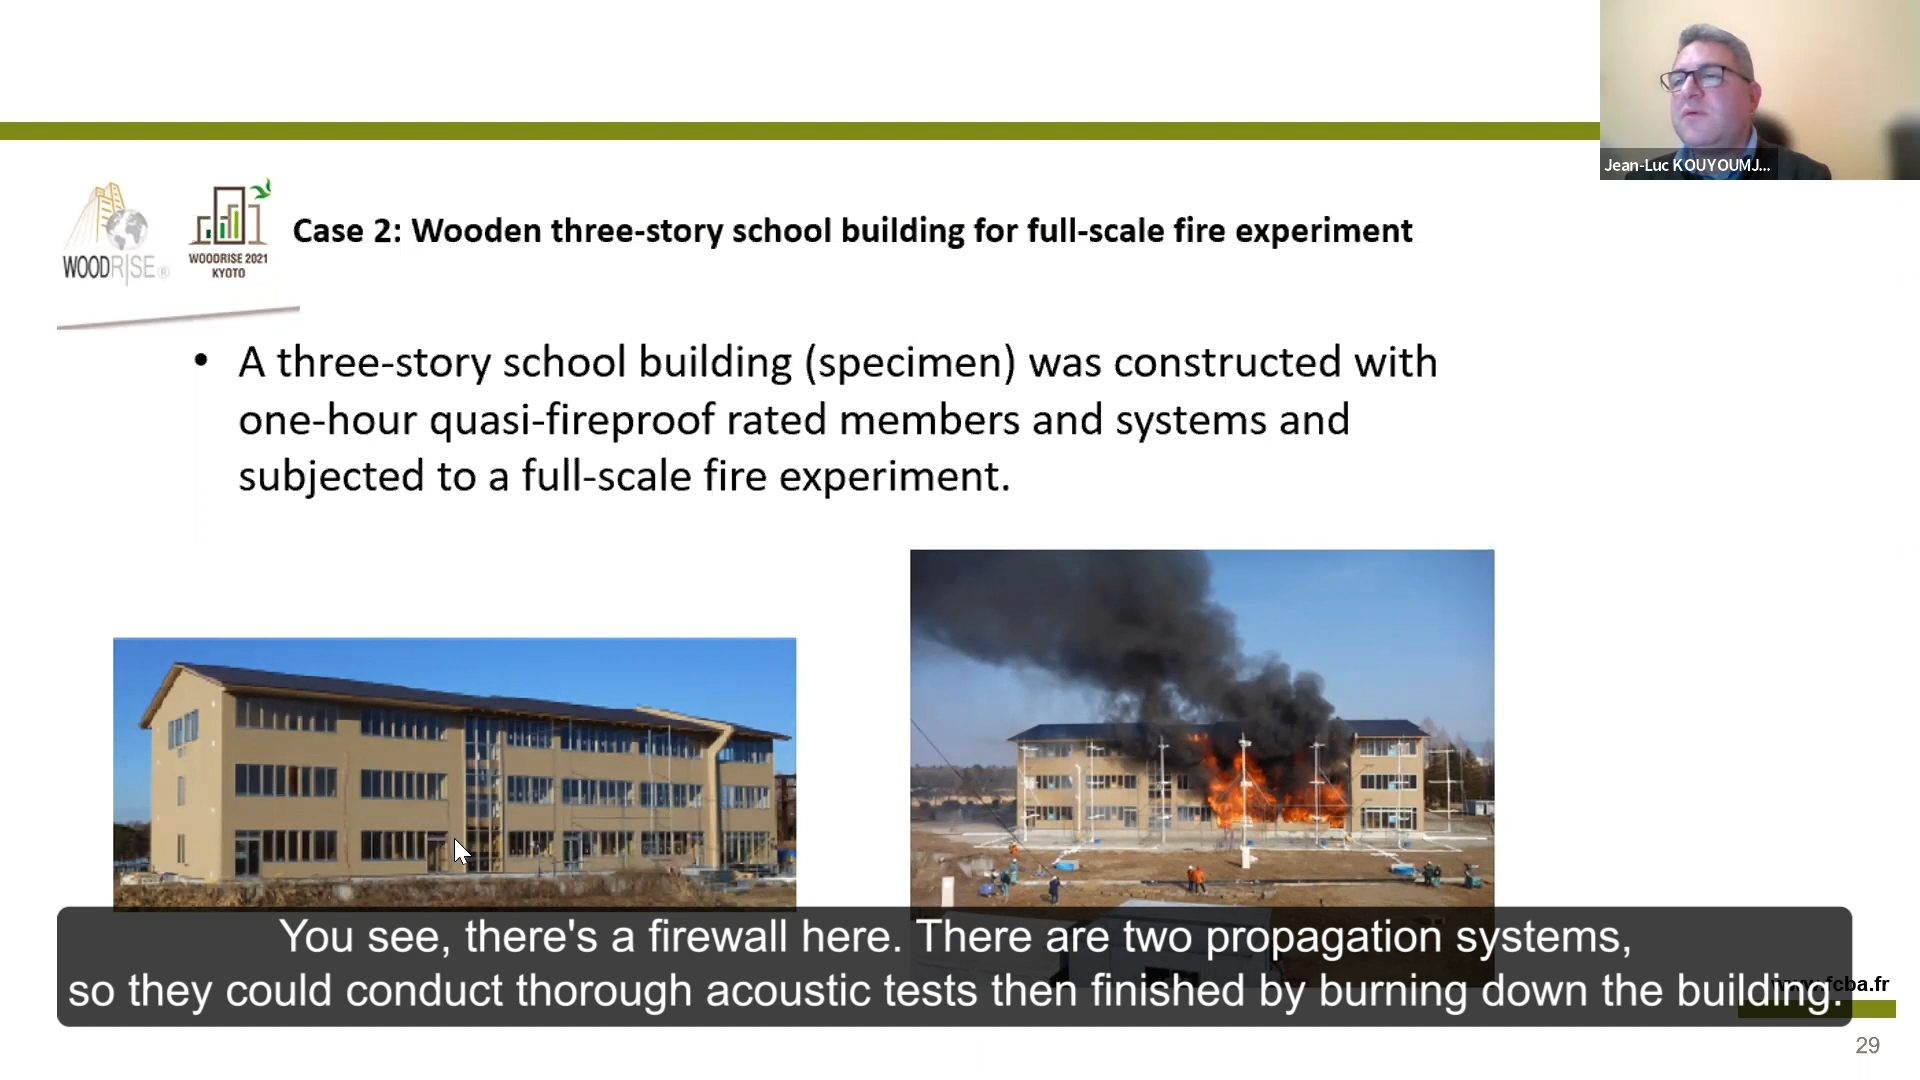 Jean-Luc KOUYOUMJ...
WOODRISE®
WOODRISE 2021
KYOTO
Case 2: Wooden three-story school building for full-scale fire experiment
• A three-story school building (specimen) was constructed with
one-hour quasi-fireproof rated members and systems and
subjected to a full-scale fire experiment.
You see, there's a firewall here. There are two propagation systems,
so they could conduct thorough acoustic tests then finished by burning down the building.
www.fcba.fr
29